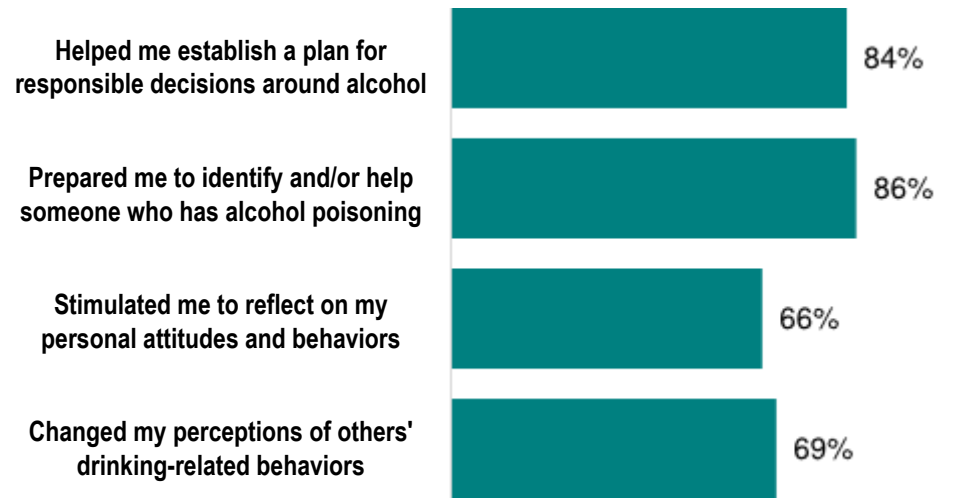 Helped me establish a plan for
responsible decisions around alcohol
84%
Prepared me to identify and/or help
someone who has alcohol poisoning
86%
Stimulated me to reflect on my
personal attitudes and behaviors
66%
Changed my perceptions of others'
drinking-related behaviors
69%